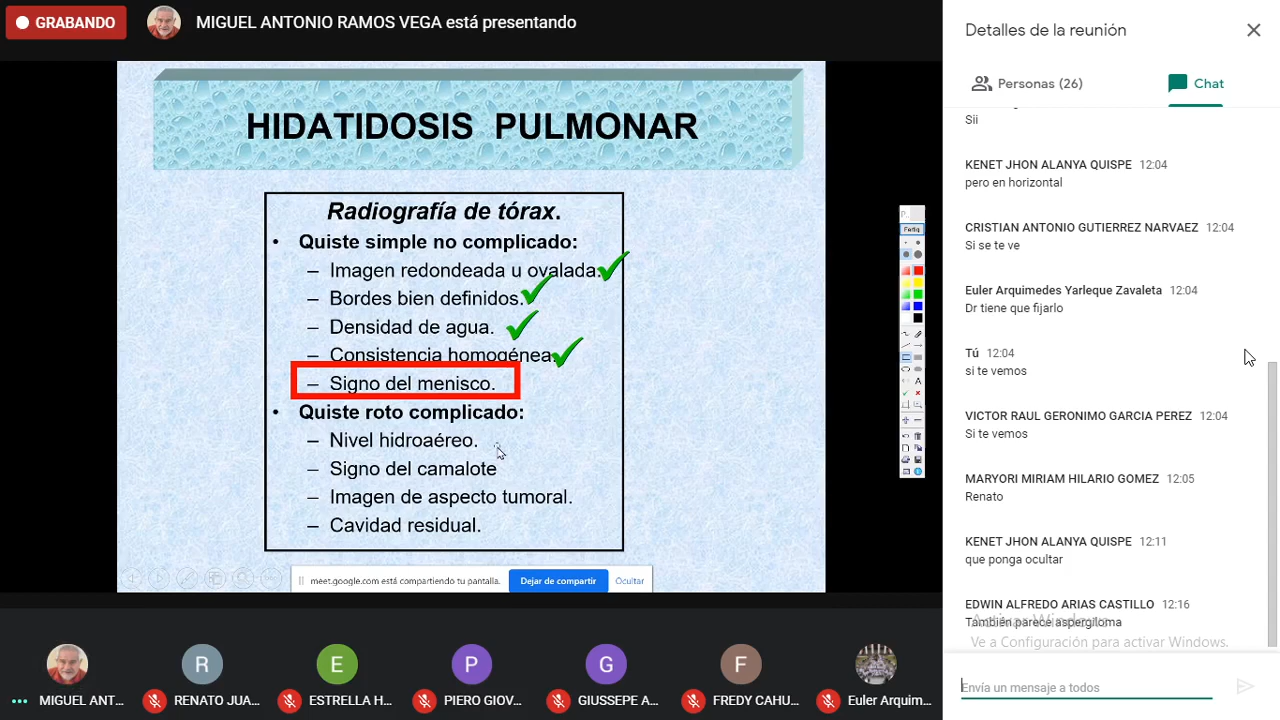 GRABANDO
MIGUEL ANTONIO RAMOS VEGA está presentando
HIDATIDOSIS PULMONAR
Radiografía de tórax.
• Quiste simple no complicado:
– Imagen redondeada u ovalada.
– Bordes bien definidos.
– Densidad de agua.
– Consistencia homogénea.
– Signo del menisco.
• Quiste roto complicado:
– Nivel hidroaéreo.
– Signo del camalote
– Imagen de aspecto tumoral.
– Cavidad residual.
meet.google.com está compartiendo tu pantalla.
Dejar de compartir
Ocultar
MIGUEL ANT...
R
RENATO JUA...
E
ESTRELLA H...
P
PIERO GIOV...
G
GIUSSEPE A...
F
FREDY CAHU...
Euler Arquim...
Detalles de la reunión
Personas (26)
Chat
Sii
KENET JHON ALANYA QUISPE 12:04
pero en horizontal
CRISTIAN ANTONIO GUTIERREZ NARVAEZ 12:04
Si se te ve
Euler Arquimedes Yarleque Zavaleta 12:04
Dr tiene que fijarlo
Tú 12:04
si te vemos
VICTOR RAUL GERONIMO GARCIA PEREZ 12:04
Si te vemos
MARYORI MIRIAM HILARIO GOMEZ 12:05
Renato
KENET JHON ALANYA QUISPE 12:11
que ponga ocultar
EDWIN ALFREDO ARIAS CASTILLO 12:16
También parece aspergiloma
Activar Windows
Ve a Configuración para activar Windows.
Envía un mensaje a todos